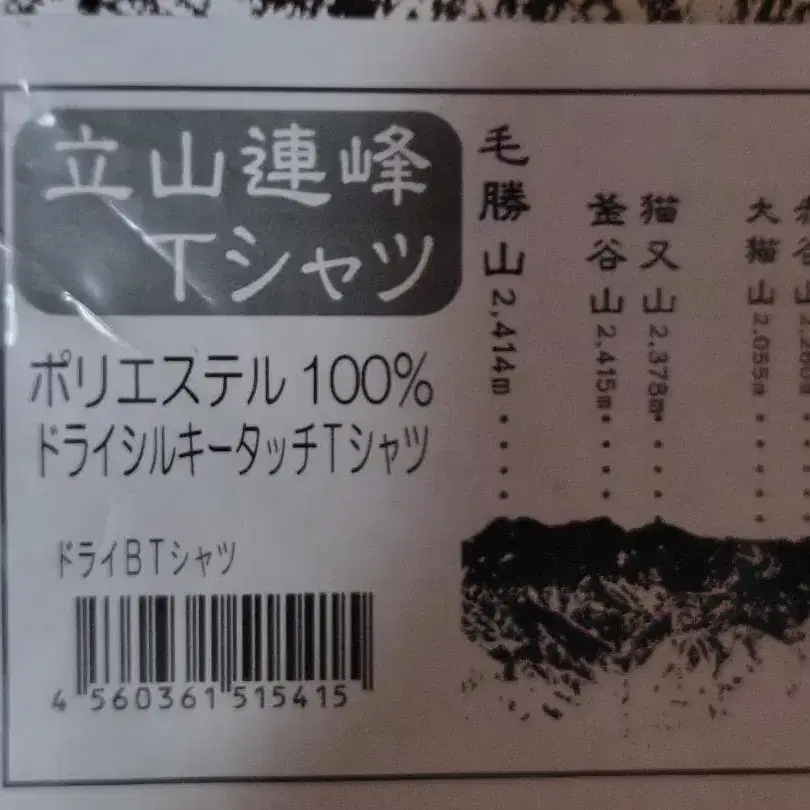 立山連峰
Tシャツ
ポリエステル 100%
ドライシルキータッチTシャツ
ドライBTシャツ
4 560361 515415
毛勝山 2,414m・・・・
釜谷山 2,415m・・・・
猫又山 2,378m・・・・
大猫山 2,055m・・・・・